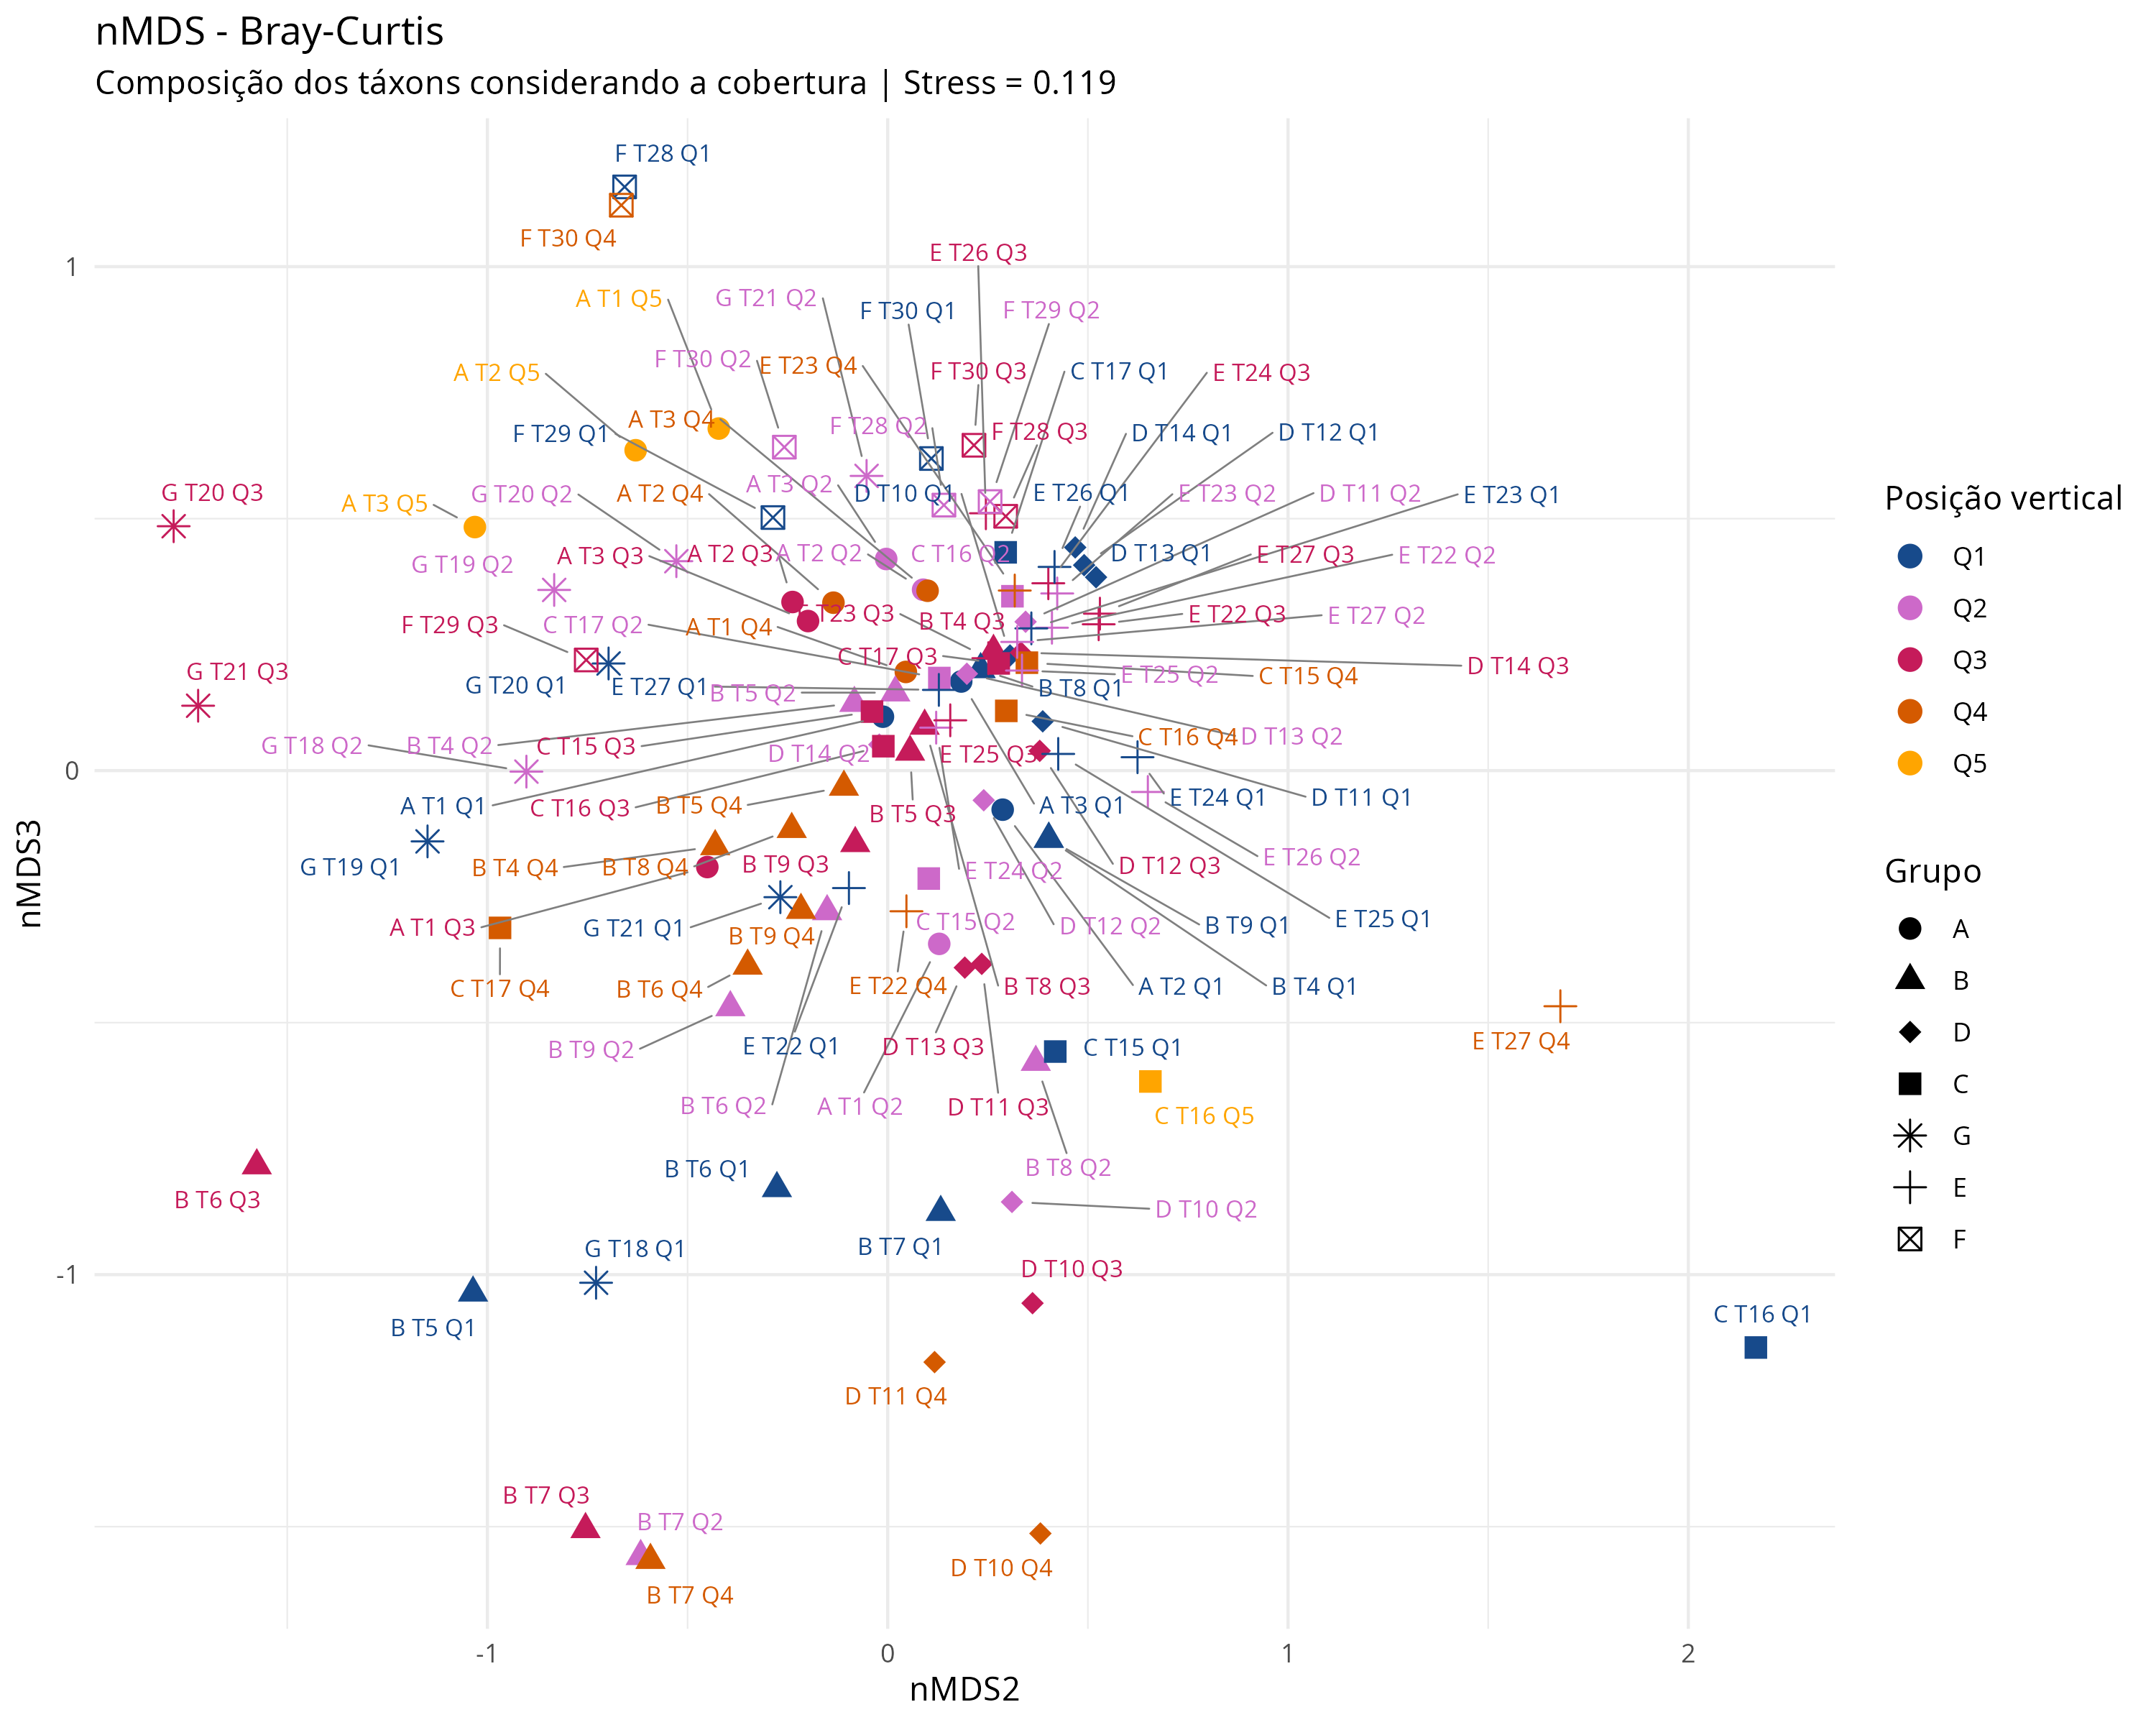 nMDS - Bray-Curtis
Composição dos táxons considerando a cobertura | Stress = 0.119
F T28 Q1
F T30 Q4
E T26 Q3
1
A T1 Q5
G T21 Q2
F T30 Q1
F T29 Q2
F T30 Q2
E T23 Q4
A T2 Q5
F T30 Q3
C T17 Q1
E T24 Q3
A T3 Q4
F T28 Q2
F T29 Q1
F T28 Q3
D T14 Q1
D T12 Q1
G T20 Q3
A T3 Q5
G T20 Q2
A T2 Q4
A T3 Q2
D T10 Q1
E T26 Q1
E T23 Q2
D T11 Q2
E T23 Q1
G T19 Q2
A T3 Q3
A T2 Q3
A T2 Q2
C T16 Q2
D T13 Q1
E T27 Q3
E T22 Q2
F T29 Q3
C T17 Q2
A T1 Q4
T23 Q3
B T4 Q3
E T22 Q3
E T27 Q2
G T21 Q3
C T17 Q3
D T14 Q3
G T20 Q1
E T27 Q1
B T5 Q2
B T8 Q1
E T25 Q2
C T15 Q4
G T18 Q2
B T4 Q2
C T15 Q3
D T14 Q2
E T25 Q3
C T16 Q4
D T13 Q2
0
A T1 Q1
C T16 Q3
B T5 Q4
B T5 Q3
A T3 Q1
E T24 Q1
D T11 Q1
G T19 Q1
B T4 Q4
B T8 Q4
B T9 Q3
E T24 Q2
D T12 Q3
E T26 Q2
A T1 Q3
G T21 Q1
B T9 Q4
C T15 Q2
D T12 Q2
B T9 Q1
E T25 Q1
C T17 Q4
B T6 Q4
E T22 Q4
B T8 Q3
A T2 Q1
B T4 Q1
B T9 Q2
E T22 Q1
D T13 Q3
C T15 Q1
E T27 Q4
B T6 Q2
A T1 Q2
D T11 Q3
C T16 Q5
B T6 Q3
B T6 Q1
B T8 Q2
D T10 Q2
G T18 Q1
B T7 Q1
D T10 Q3
-1
B T5 Q1
C T16 Q1
D T11 Q4
B T7 Q3
B T7 Q2
D T10 Q4
B T7 Q4
-1
0
1
2
nMDS2
nMDS3
Posição vertical
Q1
Q2
Q3
Q4
Q5
Grupo
A
B
D
C
G
E
F